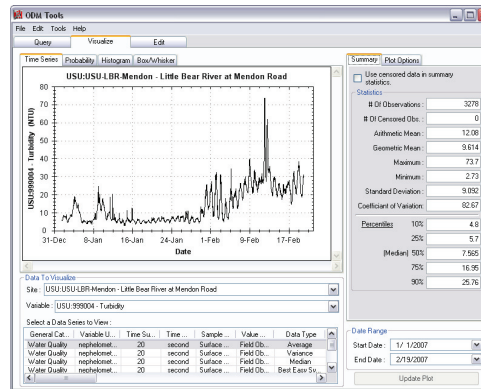 ODM Tools
File Edit Tools Help
Query Visualize Edit
Time Series Probability Histogram Box/Whisker
USU:USU-LBR-Mendon - Little Bear River at Mendon Road
USU:999004 - Turbidity (NTU)
80
70
60
50
40
30
20
10
0
31-Dec 8-Jan 16-Jan 24-Jan 1-Feb 9-Feb 17-Feb
Date
Data To Visualize
Site: USU:USU-LBR-Mendon - Little Bear River at Mendon Road
Variable: USU:999004 - Turbidity
Select a Data Series to View:
General Cat... Variable U... Time Su... Time ... Sample ... Value ... Data Type
Water Quality nephelomet... 20 second Surface ... Field Ob... Average
Water Quality nephelomet... 20 second Surface ... Field Ob... Variance
Water Quality nephelomet... 20 second Surface ... Field Ob... Median
Water Quality nephelomet... 20 second Surface ... Field Ob... Best Easy Sy...
Summary Plot Options
Use censored data in summary
statistics.
Statistics
# Of Observations: 3278
# Of Censored Obs.: 0
Arithmetic Mean: 12.08
Geometric Mean: 9.614
Maximum: 73.7
Minimum: 2.73
Standard Deviation: 9.092
Coefficiant of Variation: 82.67
Percentiles 10% 4.8
25% 5.7
(Median) 50% 7.565
75% 16.95
90% 25.76
Date Range
Start Date: 1/ 1/2007
End Date: 2/19/2007
Update Plot